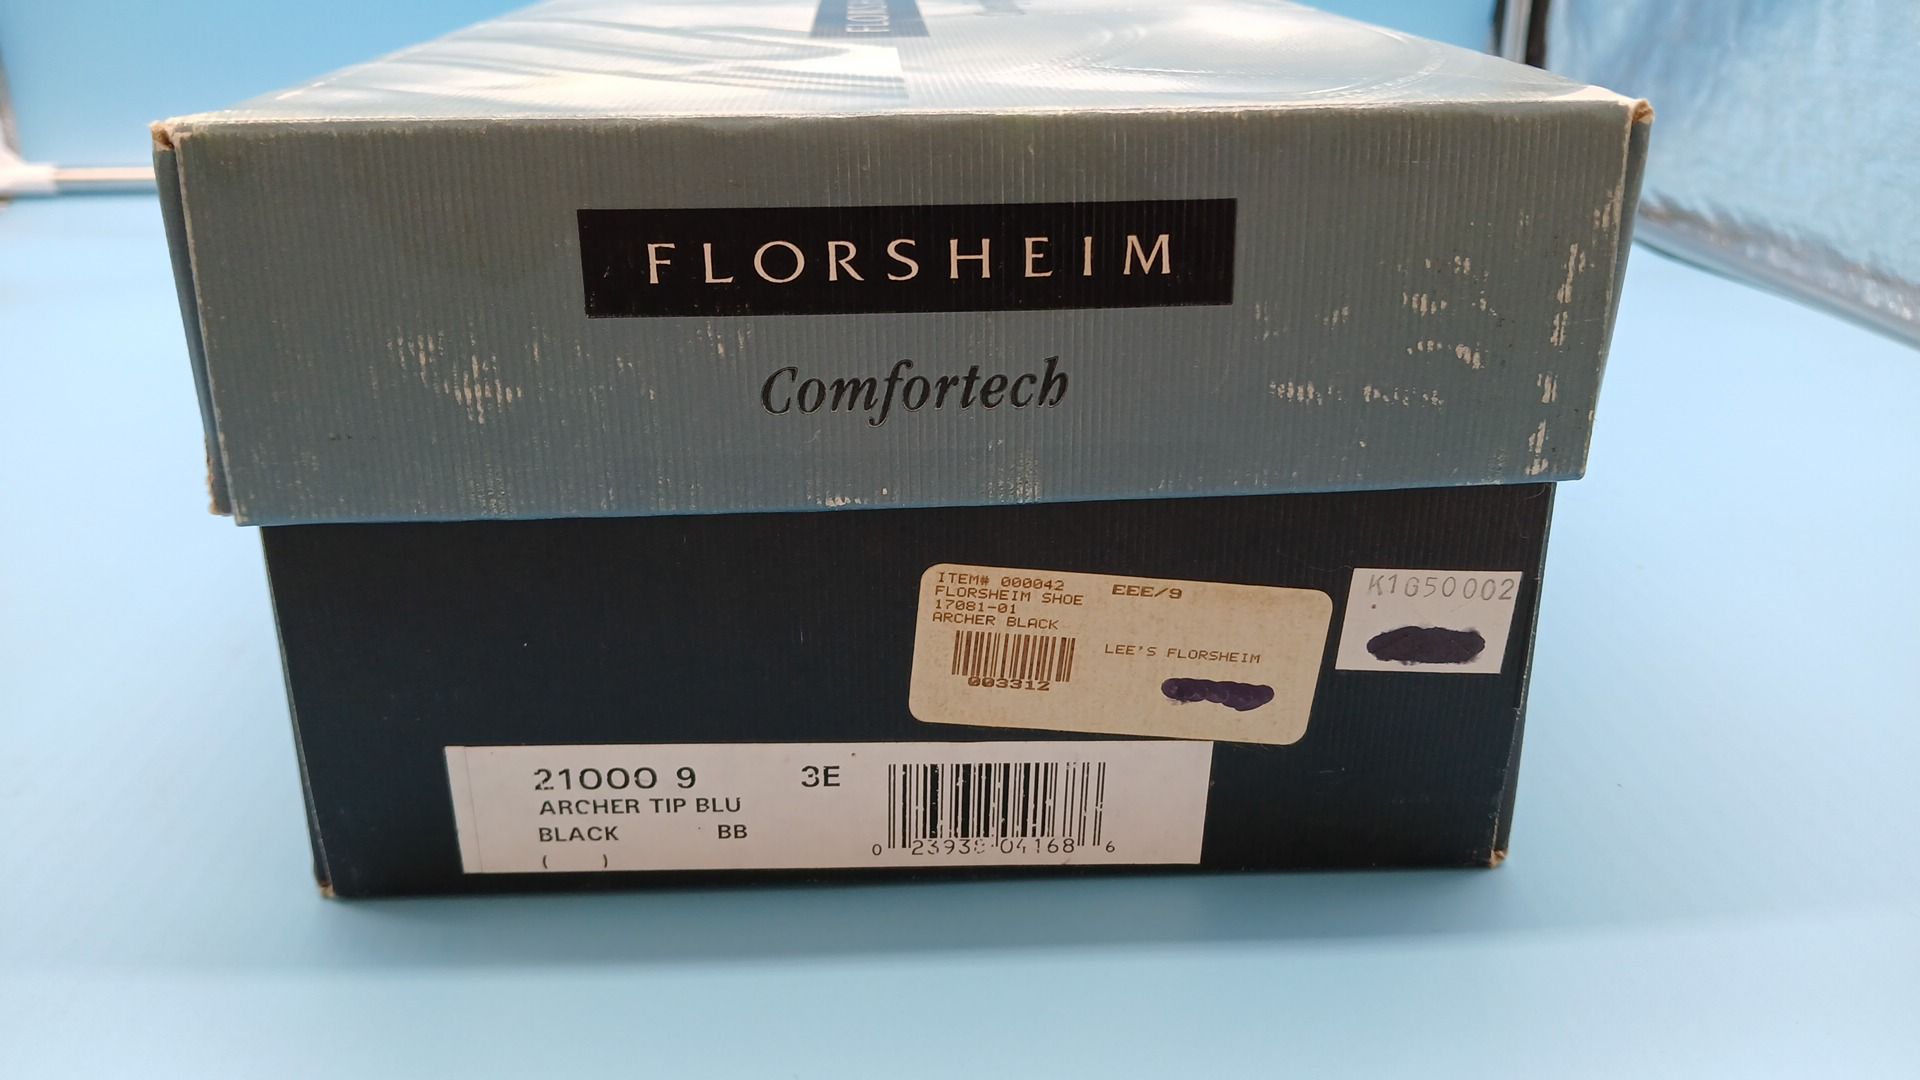 FLORSHEIM
FLORSHEIM
Comfortech
ITEM# 000042 EEE/9
FLORSHEIM SHOE
17081-01
ARCHER BLACK
LEE'S FLORSHEIM
003312
K1G50002
21000 9 3E
ARCHER TIP BLU
BLACK BB
( )
0 23938 04168 6